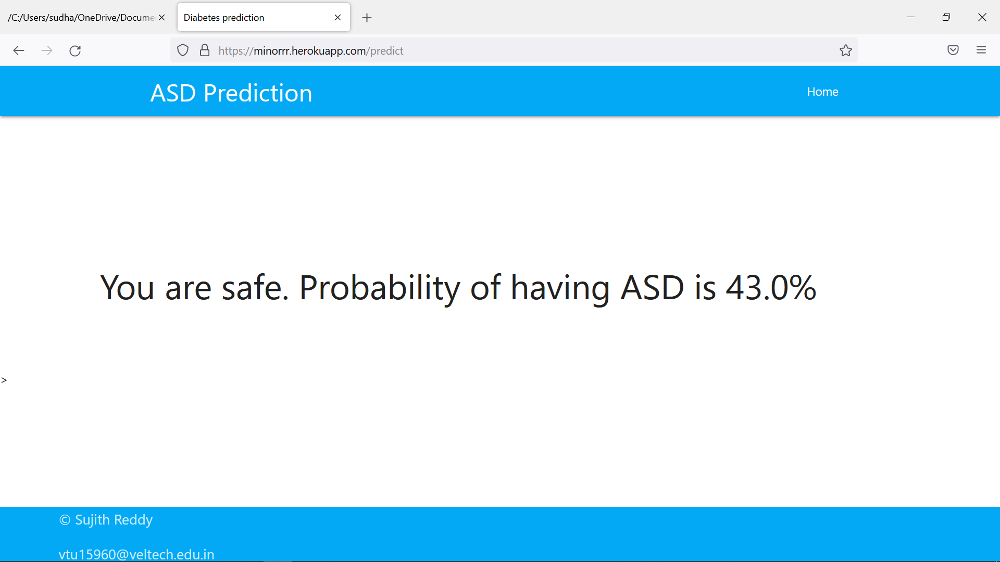 /C:/Users/sudha/OneDrive/Docume
Diabetes prediction
https://minorrr.herokuapp.com/predict
ASD Prediction
Home
You are safe. Probability of having ASD is 43.0%
>
© Sujith Reddy
vtu15960@veltech.edu.in